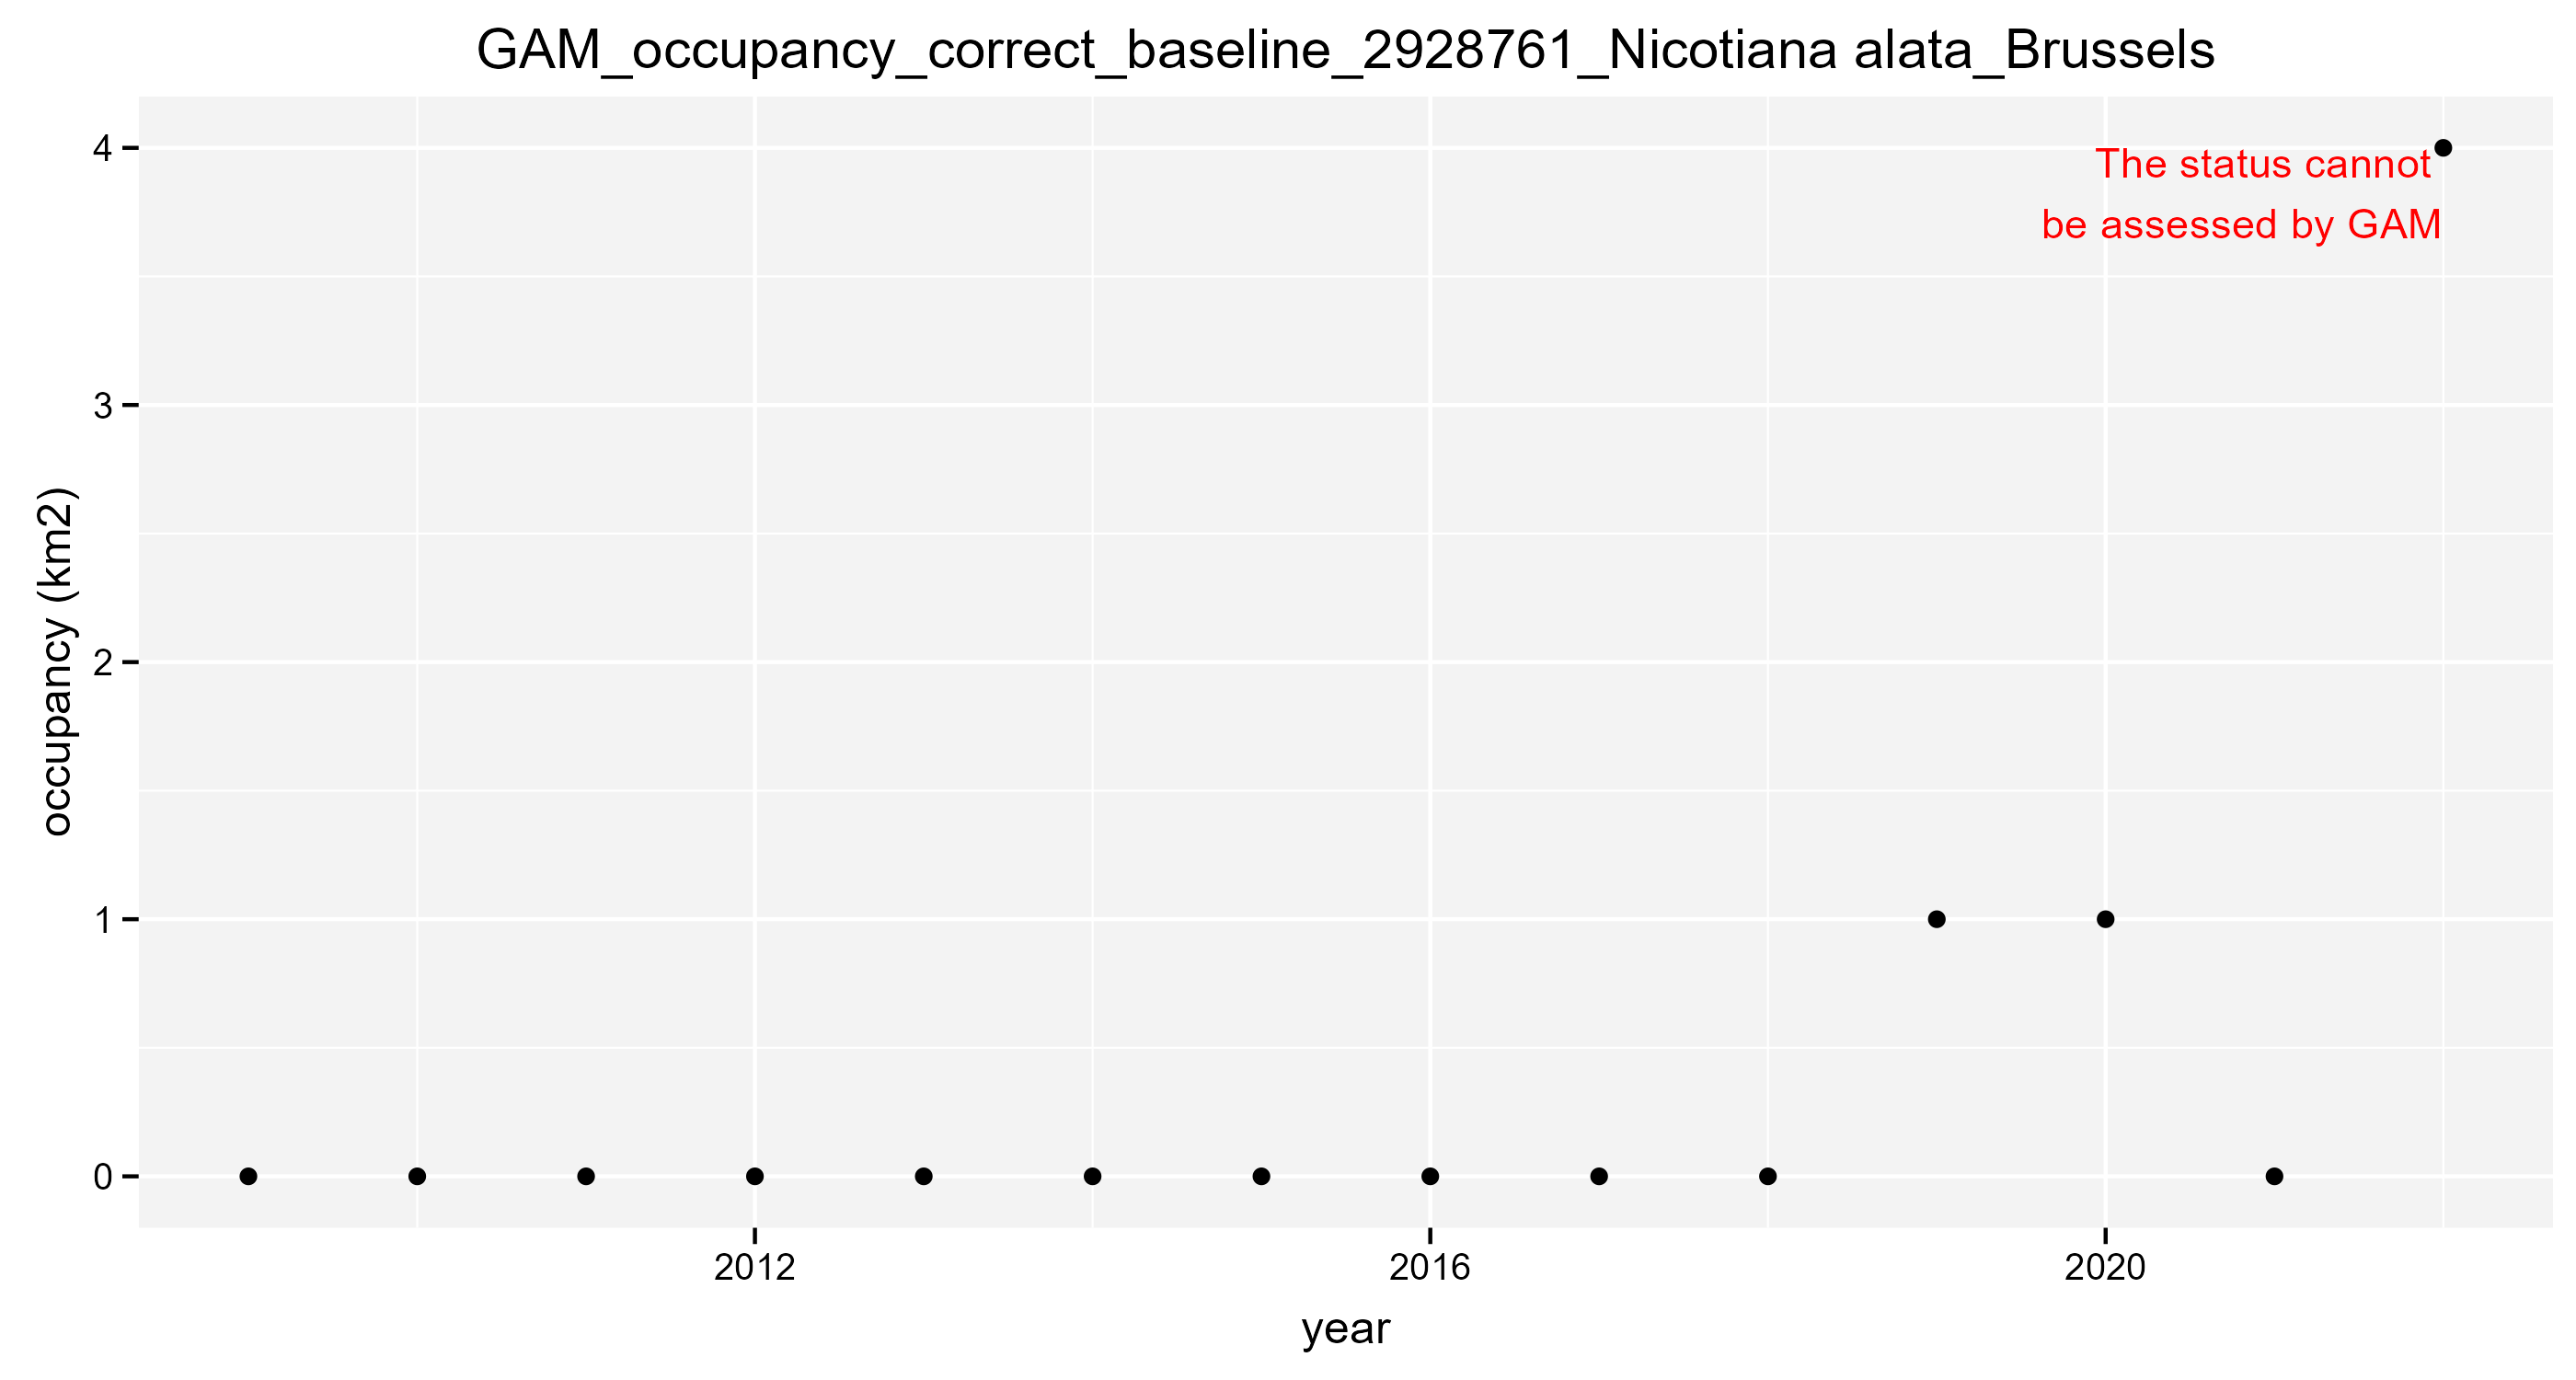 GAM_occupancy_correct_baseline_2928761_Nicotiana alata_Brussels
4
The status cannot
be assessed by GAM
3
occupancy (km2)
2
1
0
2012
2016
2020
year